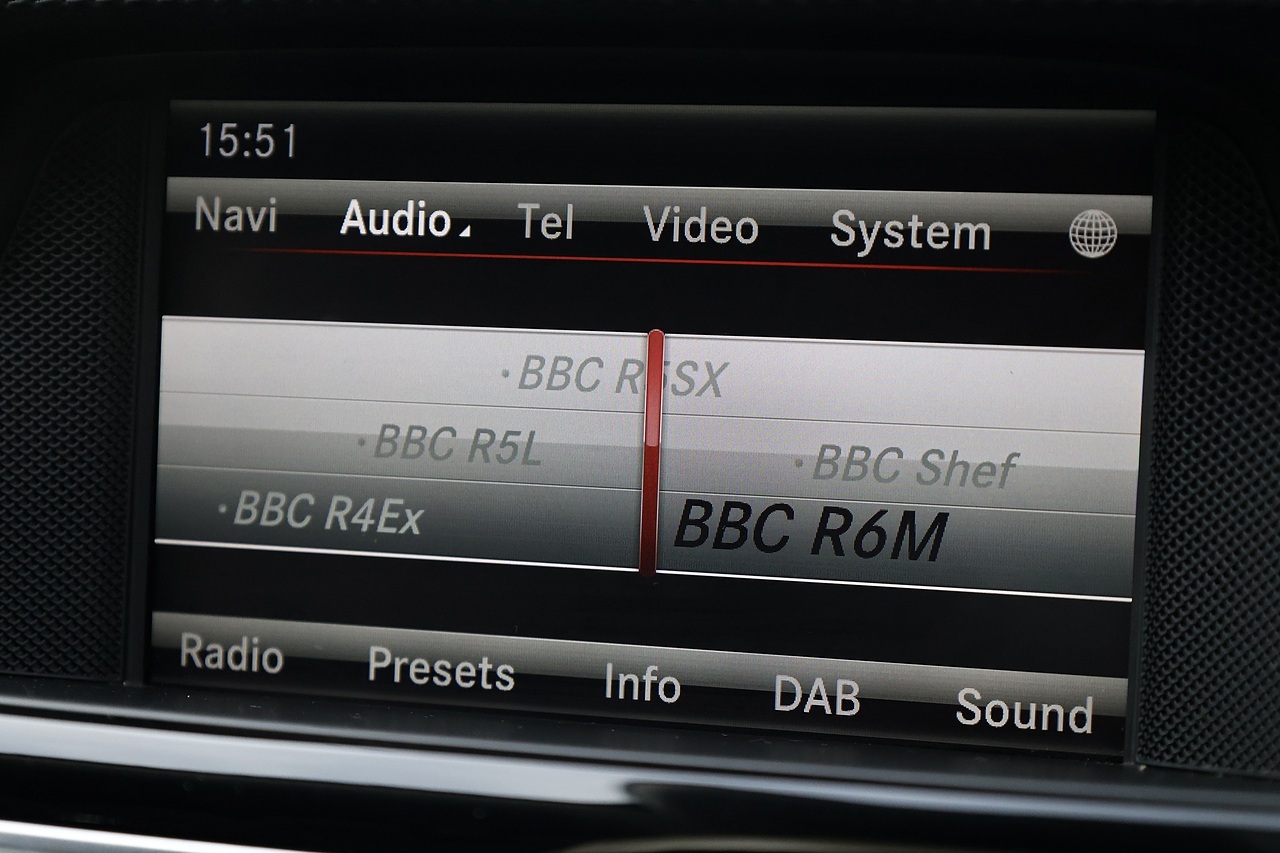 15:51
Navi Audio Tel Video System
·BBC R5SX
·BBC R5L ·BBC Shef
·BBC R4Ex BBC R6M
Radio Presets Info DAB Sound